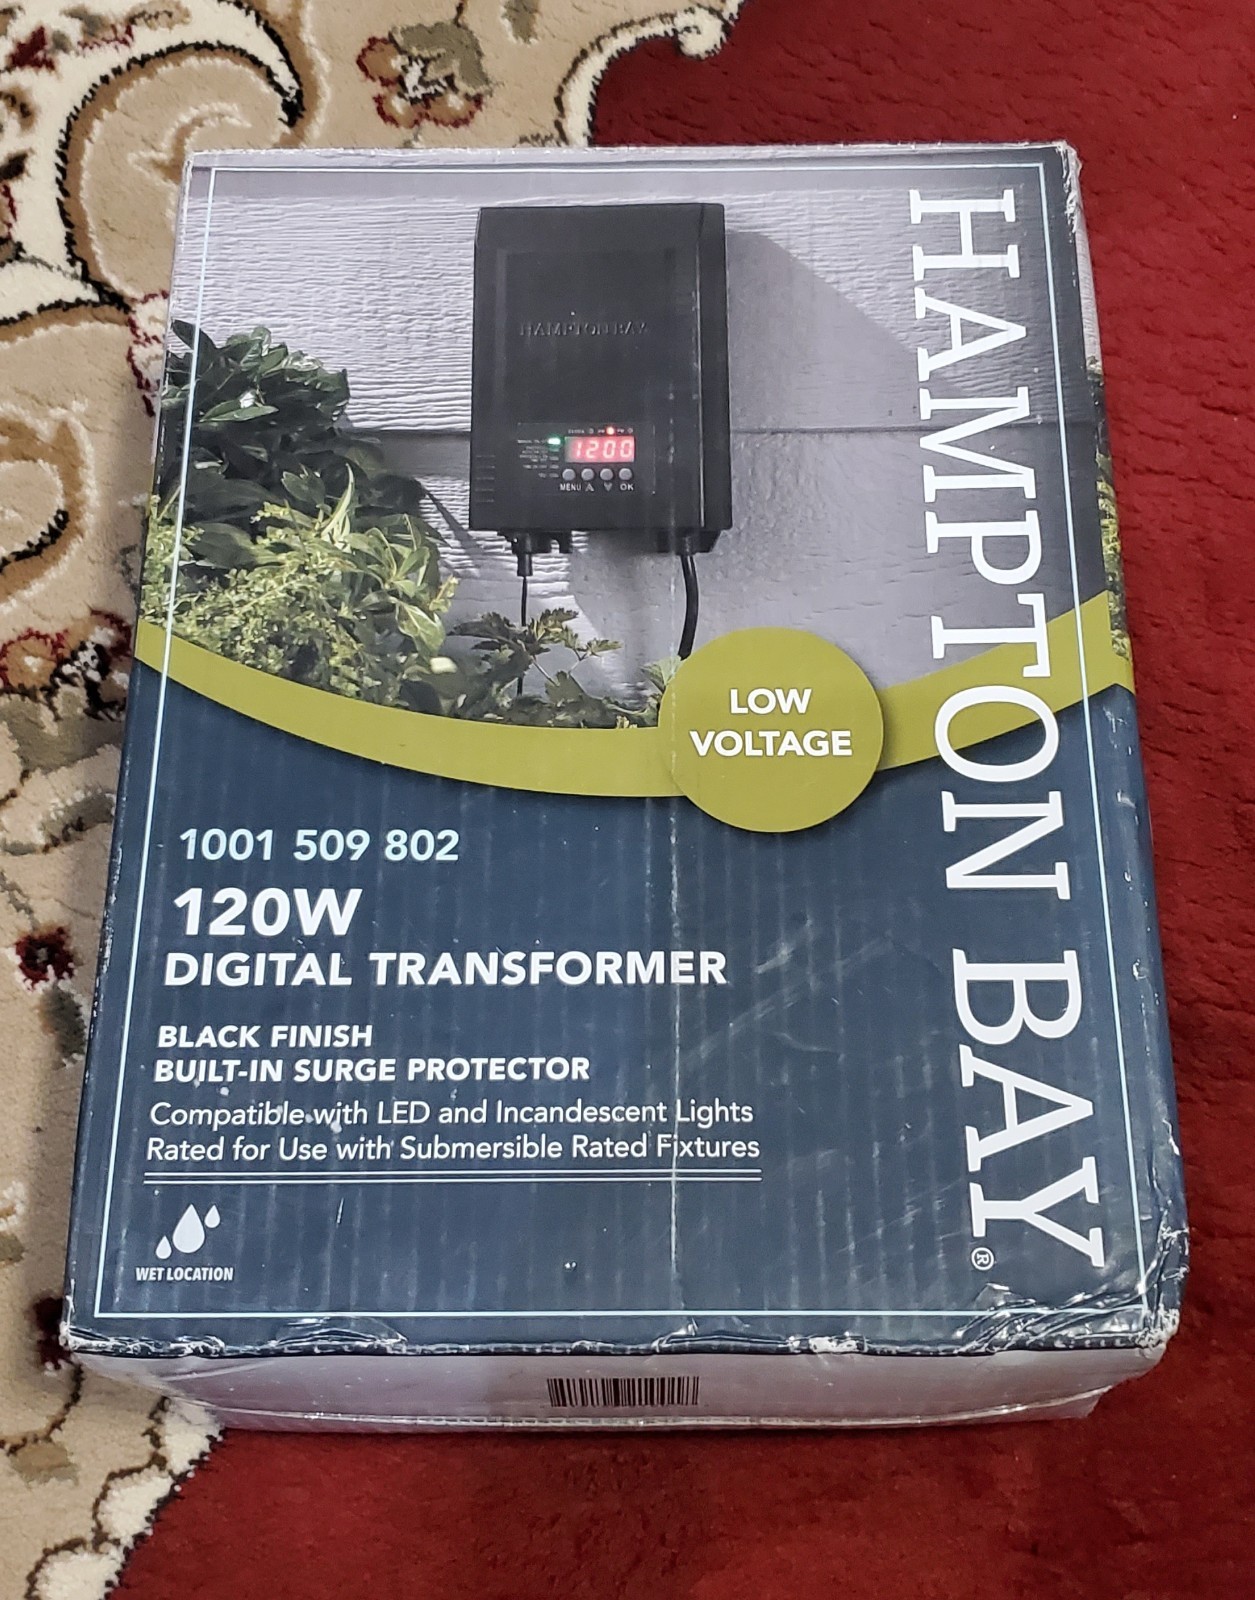 HAMPTON BAY
1200
MENU
OK
LOW
VOLTAGE
1001 509 802
120W
DIGITAL TRANSFORMER
BLACK FINISH
BUILT-IN SURGE PROTECTOR
Compatible with LED and Incandescent Lights
Rated for Use with Submersible Rated Fixtures
WET LOCATION
HAMPTON BAY®